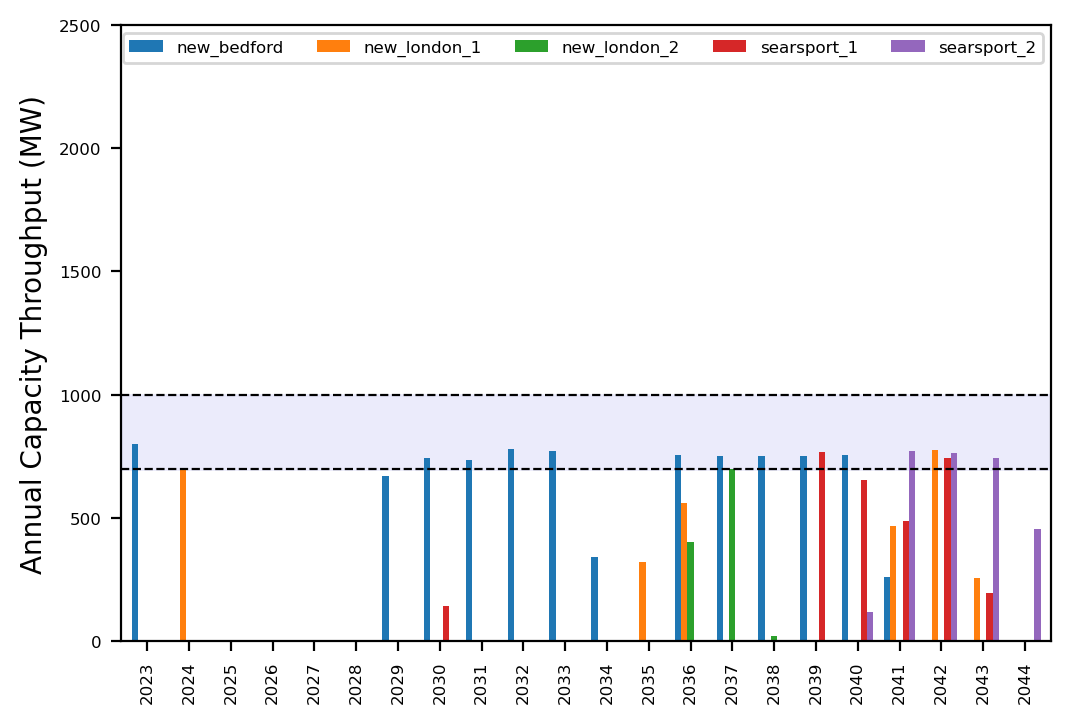 2500
new_bedford new_london_1 new_london_2 searsport_1 searsport_2
2000
1500
1000
500
0
Annual Capacity Throughput (MW)
2023 2024 2025 2026 2027 2028 2029 2030 2031 2032 2033 2034 2035 2036 2037 2038 2039 2040 2041 2042 2043 2044